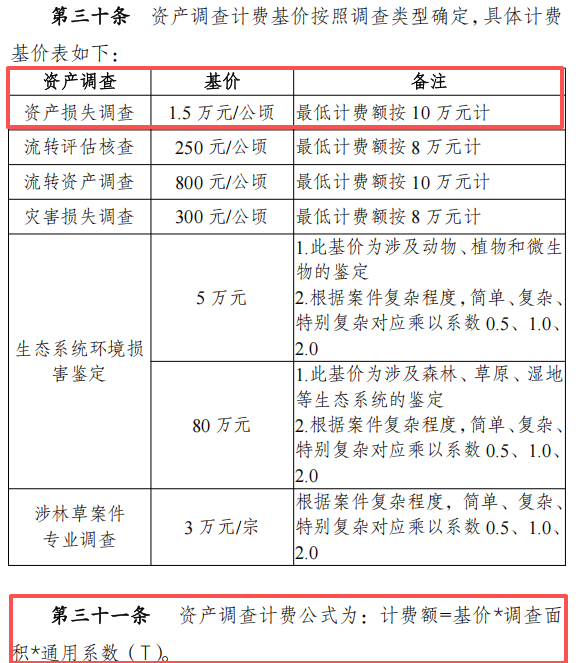 第三十条 资产调查计费基价按照调查类型确定，具体计费
基价表如下：
资产调查 基价 备注
资产损失调查 1.5 万元/公顷 最低计费额按 10 万元计
流转评估核查 250 元/公顷 最低计费额按 8 万元计
流转资产调查 800 元/公顷 最低计费额按 10 万元计
灾害损失调查 300 元/公顷 最低计费额按 8 万元计
生态系统环境损
害鉴定
5 万元
1.此基价为涉及动物、植物和微生
物的鉴定
2.根据案件复杂程度，简单、复杂、
特别复杂对应乘以系数 0.5、1.0、
2.0
80 万元
1.此基价为涉及森林、草原、湿地
等生态系统的鉴定
2.根据案件复杂程度，简单、复杂、
特别复杂对应乘以系数 0.5、1.0、
2.0
涉林草案件
专业调查
3 万元/宗
根据案件复杂程度，简单、复杂、
特别复杂对应乘以系数 0.5、1.0、
2.0
第三十一条 资产调查计费公式为：计费额=基价*调查面
积*通用系数（T）。